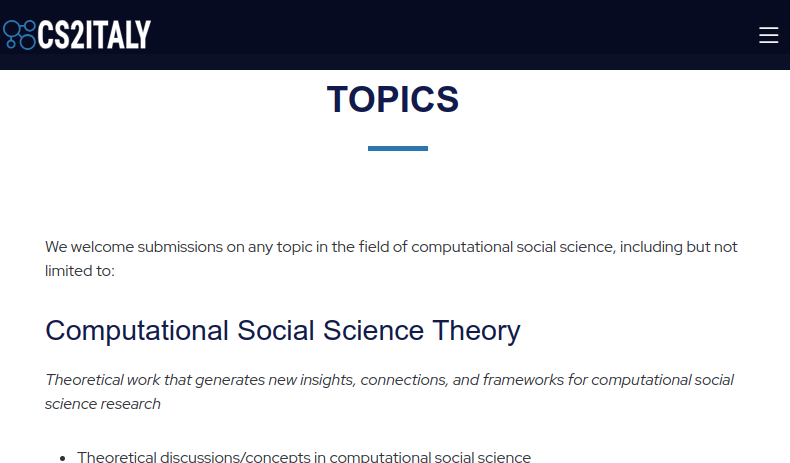 CS2ITALY
TOPICS
We welcome submissions on any topic in the field of computational social science, including but not
limited to:
Computational Social Science Theory
Theoretical work that generates new insights, connections, and frameworks for computational social
science research
Theoretical discussions/concepts in computational social science